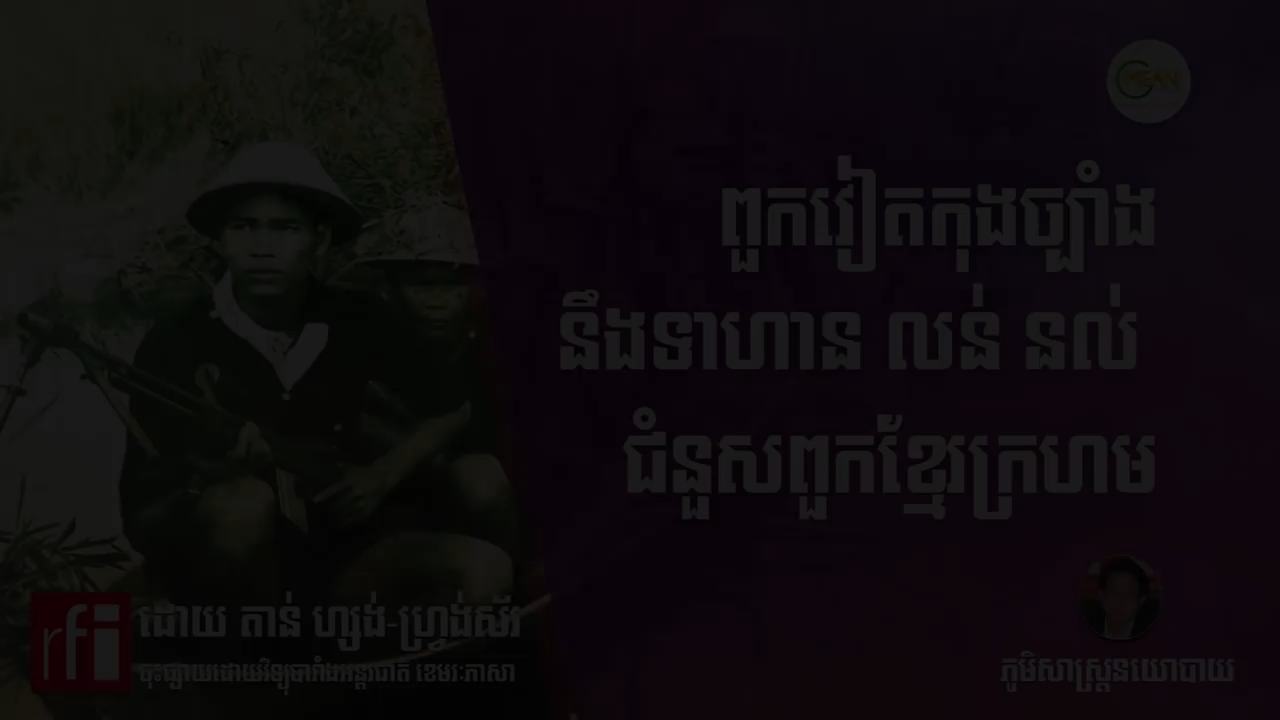 ពួកវៀតកុងច្បាំង
នឹងទាហាន លន់ នល់
ជំនួសពួកខ្មែរក្រហម
rfi
ដោយ តាន់ ហ្សង់-ហ្វ្រង់ស័រ
ចុះផ្សាយដោយវិទ្យុបារាំងអន្តរជាតិ ខេមរៈភាសា
ភូមិសាស្ត្រនយោបាយ